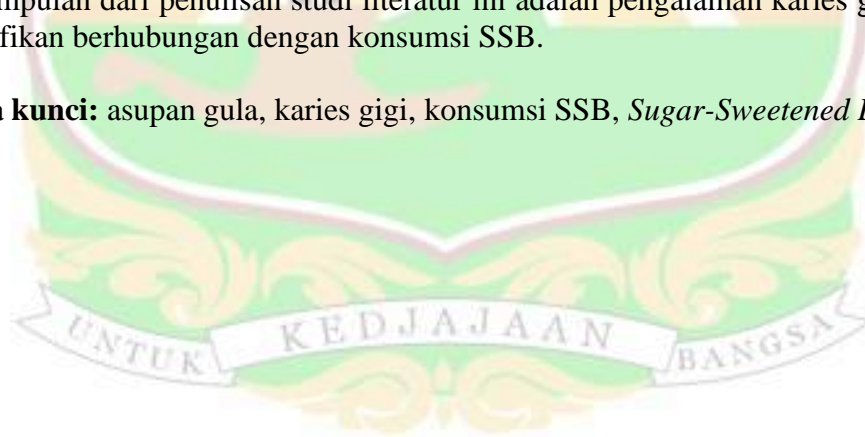 mpulan dari penulisan studi literatur ini adalah pengalaman karies g
fikan berhubungan dengan konsumsi SSB.
kunci: asupan gula, karies gigi, konsumsi SSB, Sugar-Sweetened
UNTUK KEDJAJAAN BANGSA